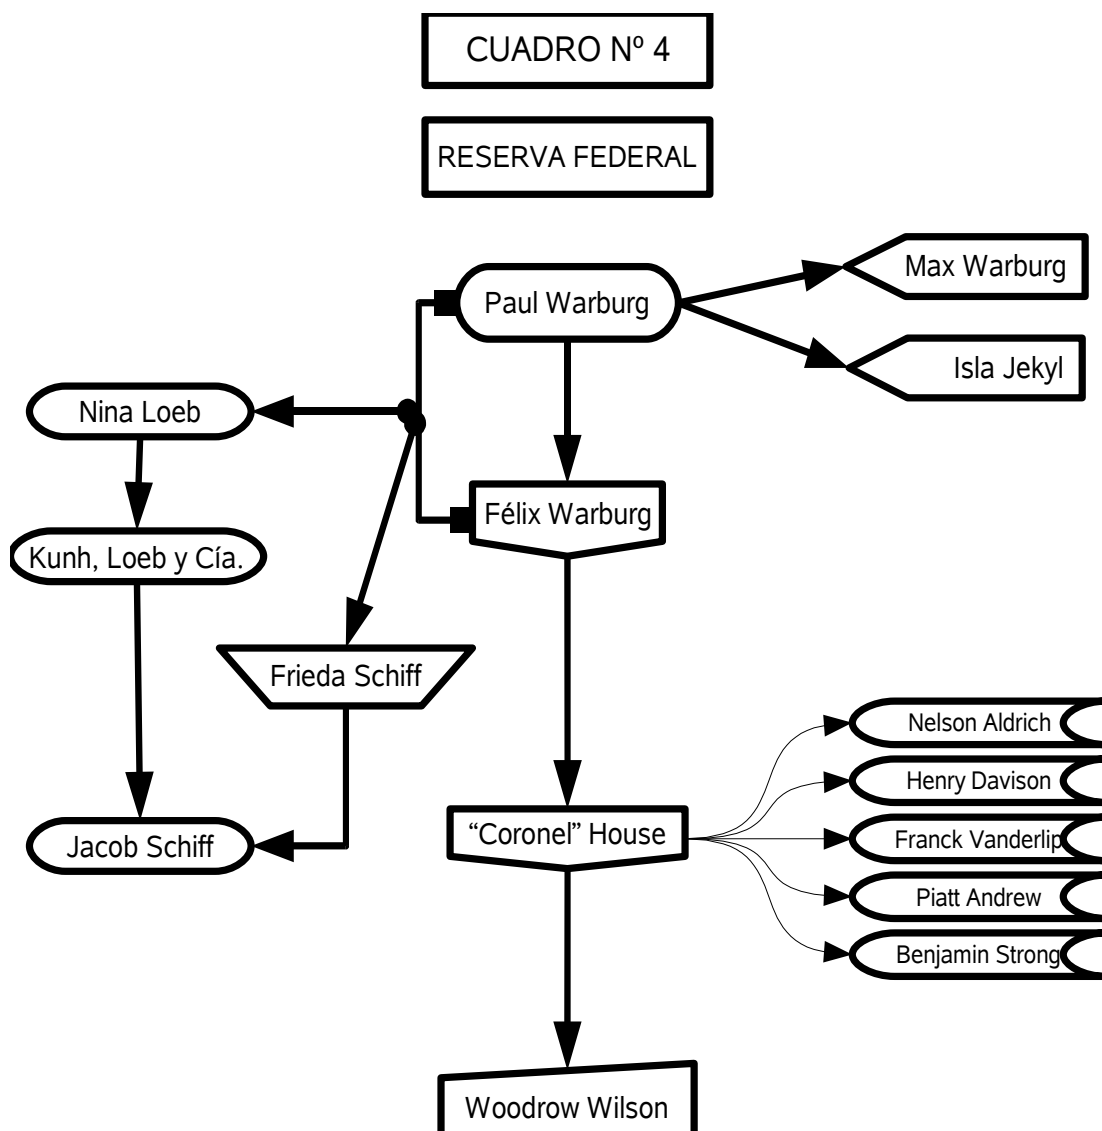 CUADRO Nº 4
RESERVA FEDERAL
Paul Warburg
Max Warburg
Isla Jekyl
Nina Loeb
Félix Warburg
Kunh, Loeb y Cía.
Frieda Schiff
Jacob Schiff
“Coronel” House
Nelson Aldrich
Henry Davison
Franck Vanderlip
Piatt Andrew
Benjamin Strong
Woodrow Wilson